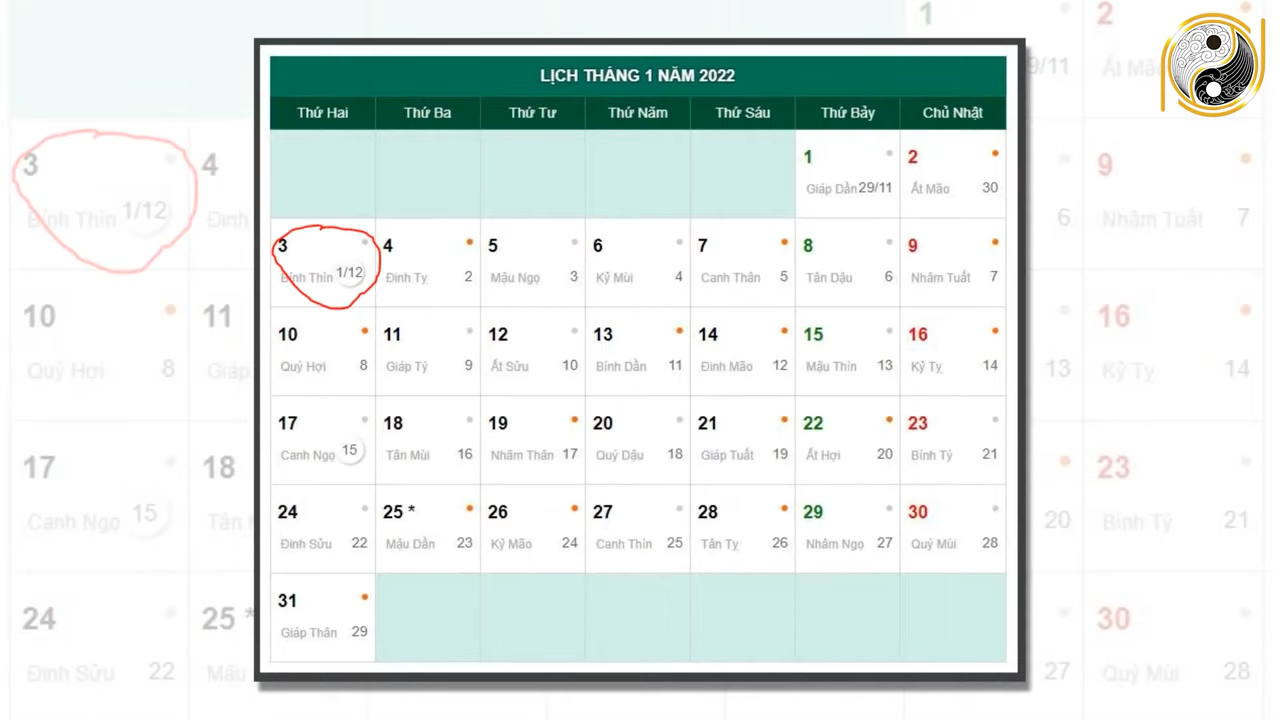 LỊCH THÁNG 1 NĂM 2022
Thứ Hai Thứ Ba Thứ Tư Thứ Năm Thứ Sáu Thứ Bảy Chủ Nhật
1 2
Giáp Dần 29/11 Ất Mão 30
3 4 5 6 7 8 9
Bính Thìn 1/12 Đinh Tỵ 2 Mậu Ngọ 3 Kỷ Mùi 4 Canh Thân 5 Tân Dậu 6 Nhâm Tuất 7
10 11 12 13 14 15 16
Quý Hợi 8 Giáp Tý 9 Ất Sửu 10 Bính Dần 11 Đinh Mão 12 Mậu Thìn 13 Kỷ Tỵ 14
17 18 19 20 21 22 23
Canh Ngọ 15 Tân Mùi 16 Nhâm Thân 17 Quý Dậu 18 Giáp Tuất 19 Ất Hợi 20 Bính Tý 21
24 25 * 26 27 28 29 30
Đinh Sửu 22 Mậu Dần 23 Kỷ Mão 24 Canh Thìn 25 Tân Tỵ 26 Nhâm Ngọ 27 Quý Mùi 28
31
Giáp Thân 29